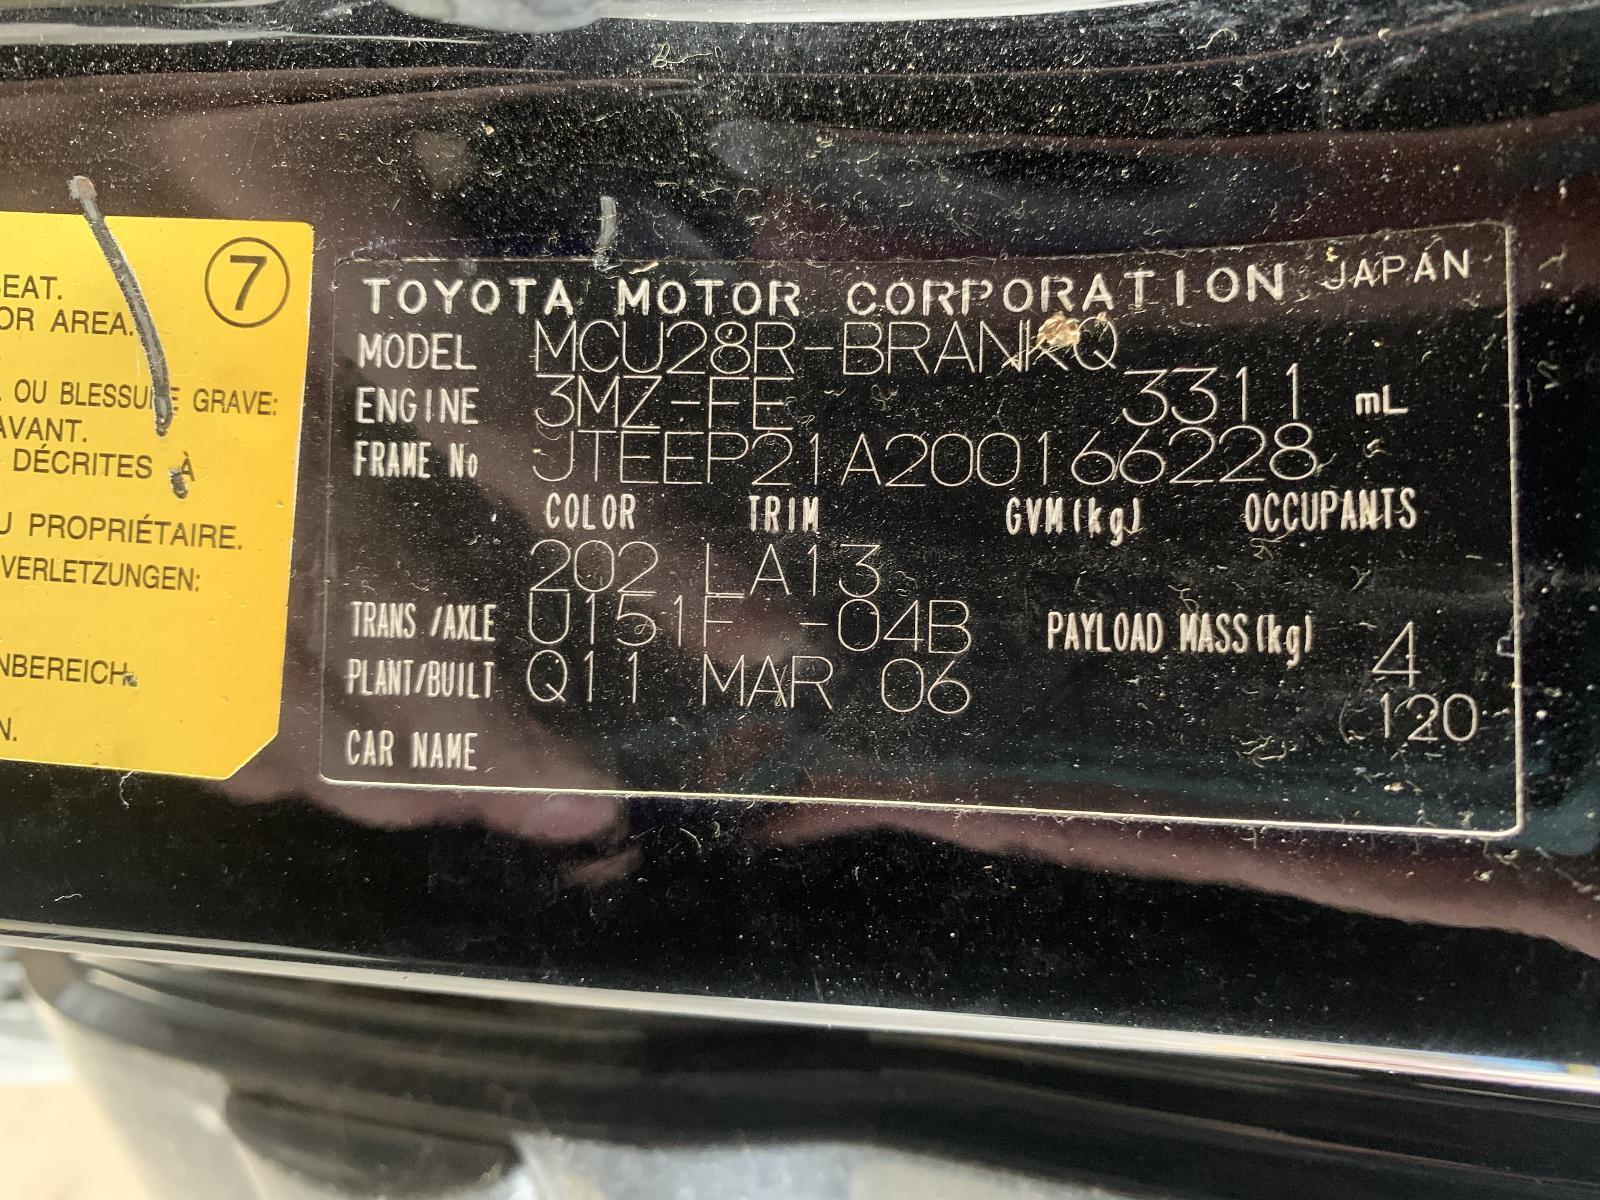 7
SEAT.
OR AREA.
OU BLESSURE GRAVE:
AVANT.
DÉCRITES À
PROPRIÉTAIRE.
VERLETZUNGEN:
NBEREICH.
N.
TOYOTA MOTOR CORPORATION JAPAN
MODEL MCU28R-BRANKQ
ENGINE 3MZ-FE 3311 mL
FRAME No JTEEP21A200166228
COLOR TRIM GVM(kg) OCCUPANTS
202 LA13
TRANS/AXLE U151F -04B PAYLOAD MASS(kg) 4
PLANT/BUILT Q11 MAR 06 120
CAR NAME